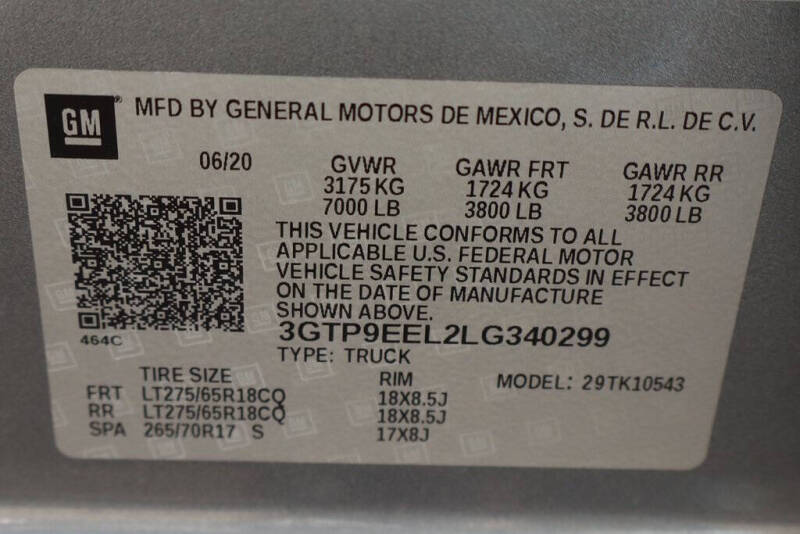 GM® MFD BY GENERAL MOTORS DE MEXICO, S. DE R.L. DE C.V.
06/20 GVWR GAWR FRT GAWR RR
3175 KG 1724 KG 1724 KG
7000 LB 3800 LB 3800 LB
THIS VEHICLE CONFORMS TO ALL
APPLICABLE U.S. FEDERAL MOTOR
VEHICLE SAFETY STANDARDS IN EFFECT
ON THE DATE OF MANUFACTURE
SHOWN ABOVE.
464C
3GTP9EEL2LG340299
TYPE: TRUCK
TIRE SIZE RIM MODEL: 29TK10543
FRT LT275/65R18CQ 18X8.5J
RR LT275/65R18CQ 18X8.5J
SPA 265/70R17 S 17X8J